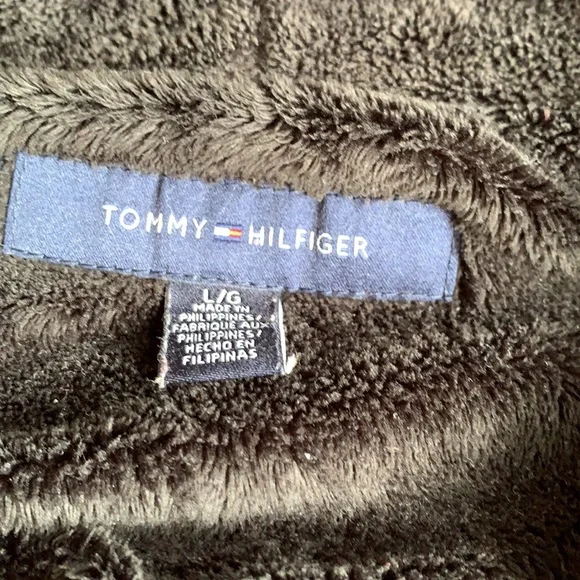 TOMMY HILFIGER
L/G
MADE IN
PHILIPPINES/
FABRIQUE AUX
PHILIPPINES/
HECHO EN
FILIPINAS